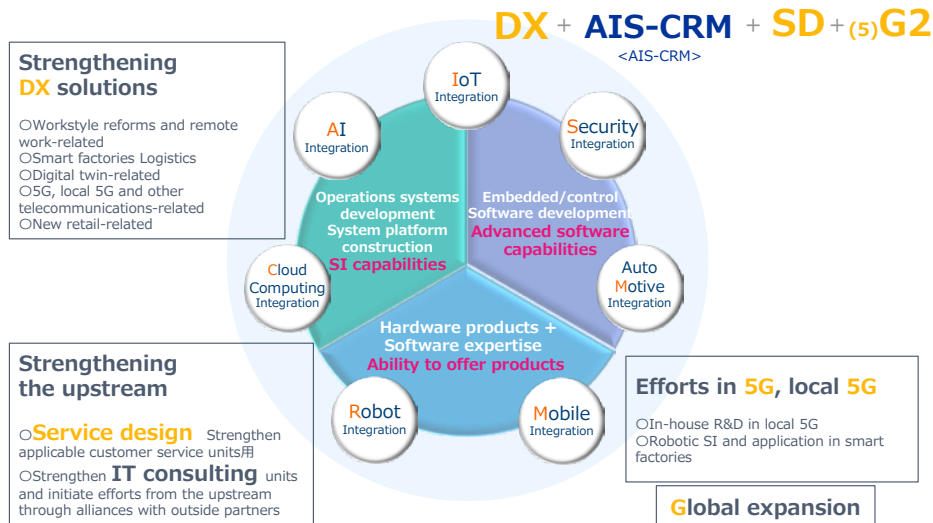 DX + AIS-CRM + SD + (5)G2
<AIS-CRM>
Strengthening
DX solutions
○Workstyle reforms and remote
work-related
○Smart factories Logistics
○Digital twin-related
○5G, local 5G and other
telecommunications-related
○New retail-related
IoT
Integration
AI
Integration
Security
Integration
Operations systems
development
System platform
construction
SI capabilities
Embedded/control
Software development
Advanced software
capabilities
Cloud
Computing
Integration
Auto
Motive
Integration
Hardware products +
Software expertise
Ability to offer products
Robot
Integration
Mobile
Integration
Strengthening
the upstream
○Service design Strengthen
applicable customer service units用
○Strengthen IT consulting units
and initiate efforts from the upstream
through alliances with outside partners
Efforts in 5G, local 5G
○In-house R&D in local 5G
○Robotic SI and application in smart
factories
Global expansion